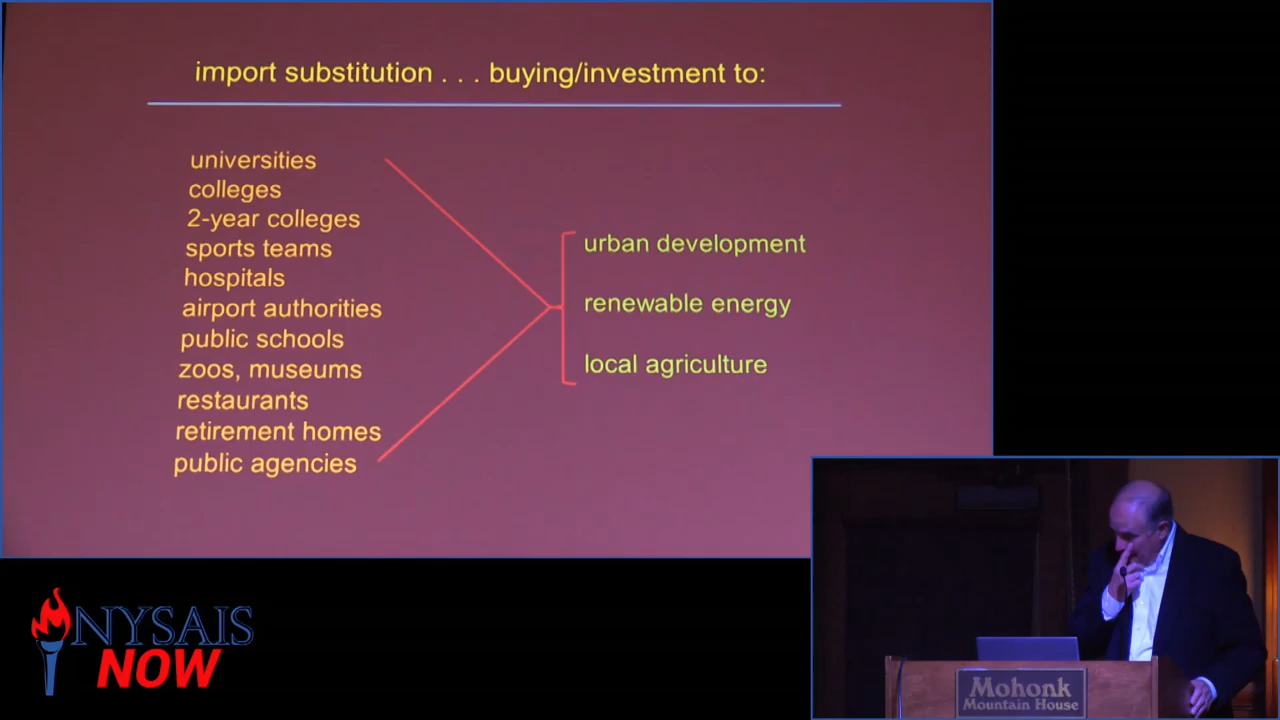 import substitution . . . buying/investment to:
universities
colleges
2-year colleges
sports teams
hospitals
airport authorities
public schools
zoos, museums
restaurants
retirement homes
public agencies
urban development
renewable energy
local agriculture
NYSAIS
NOW
Mohonk
Mountain House